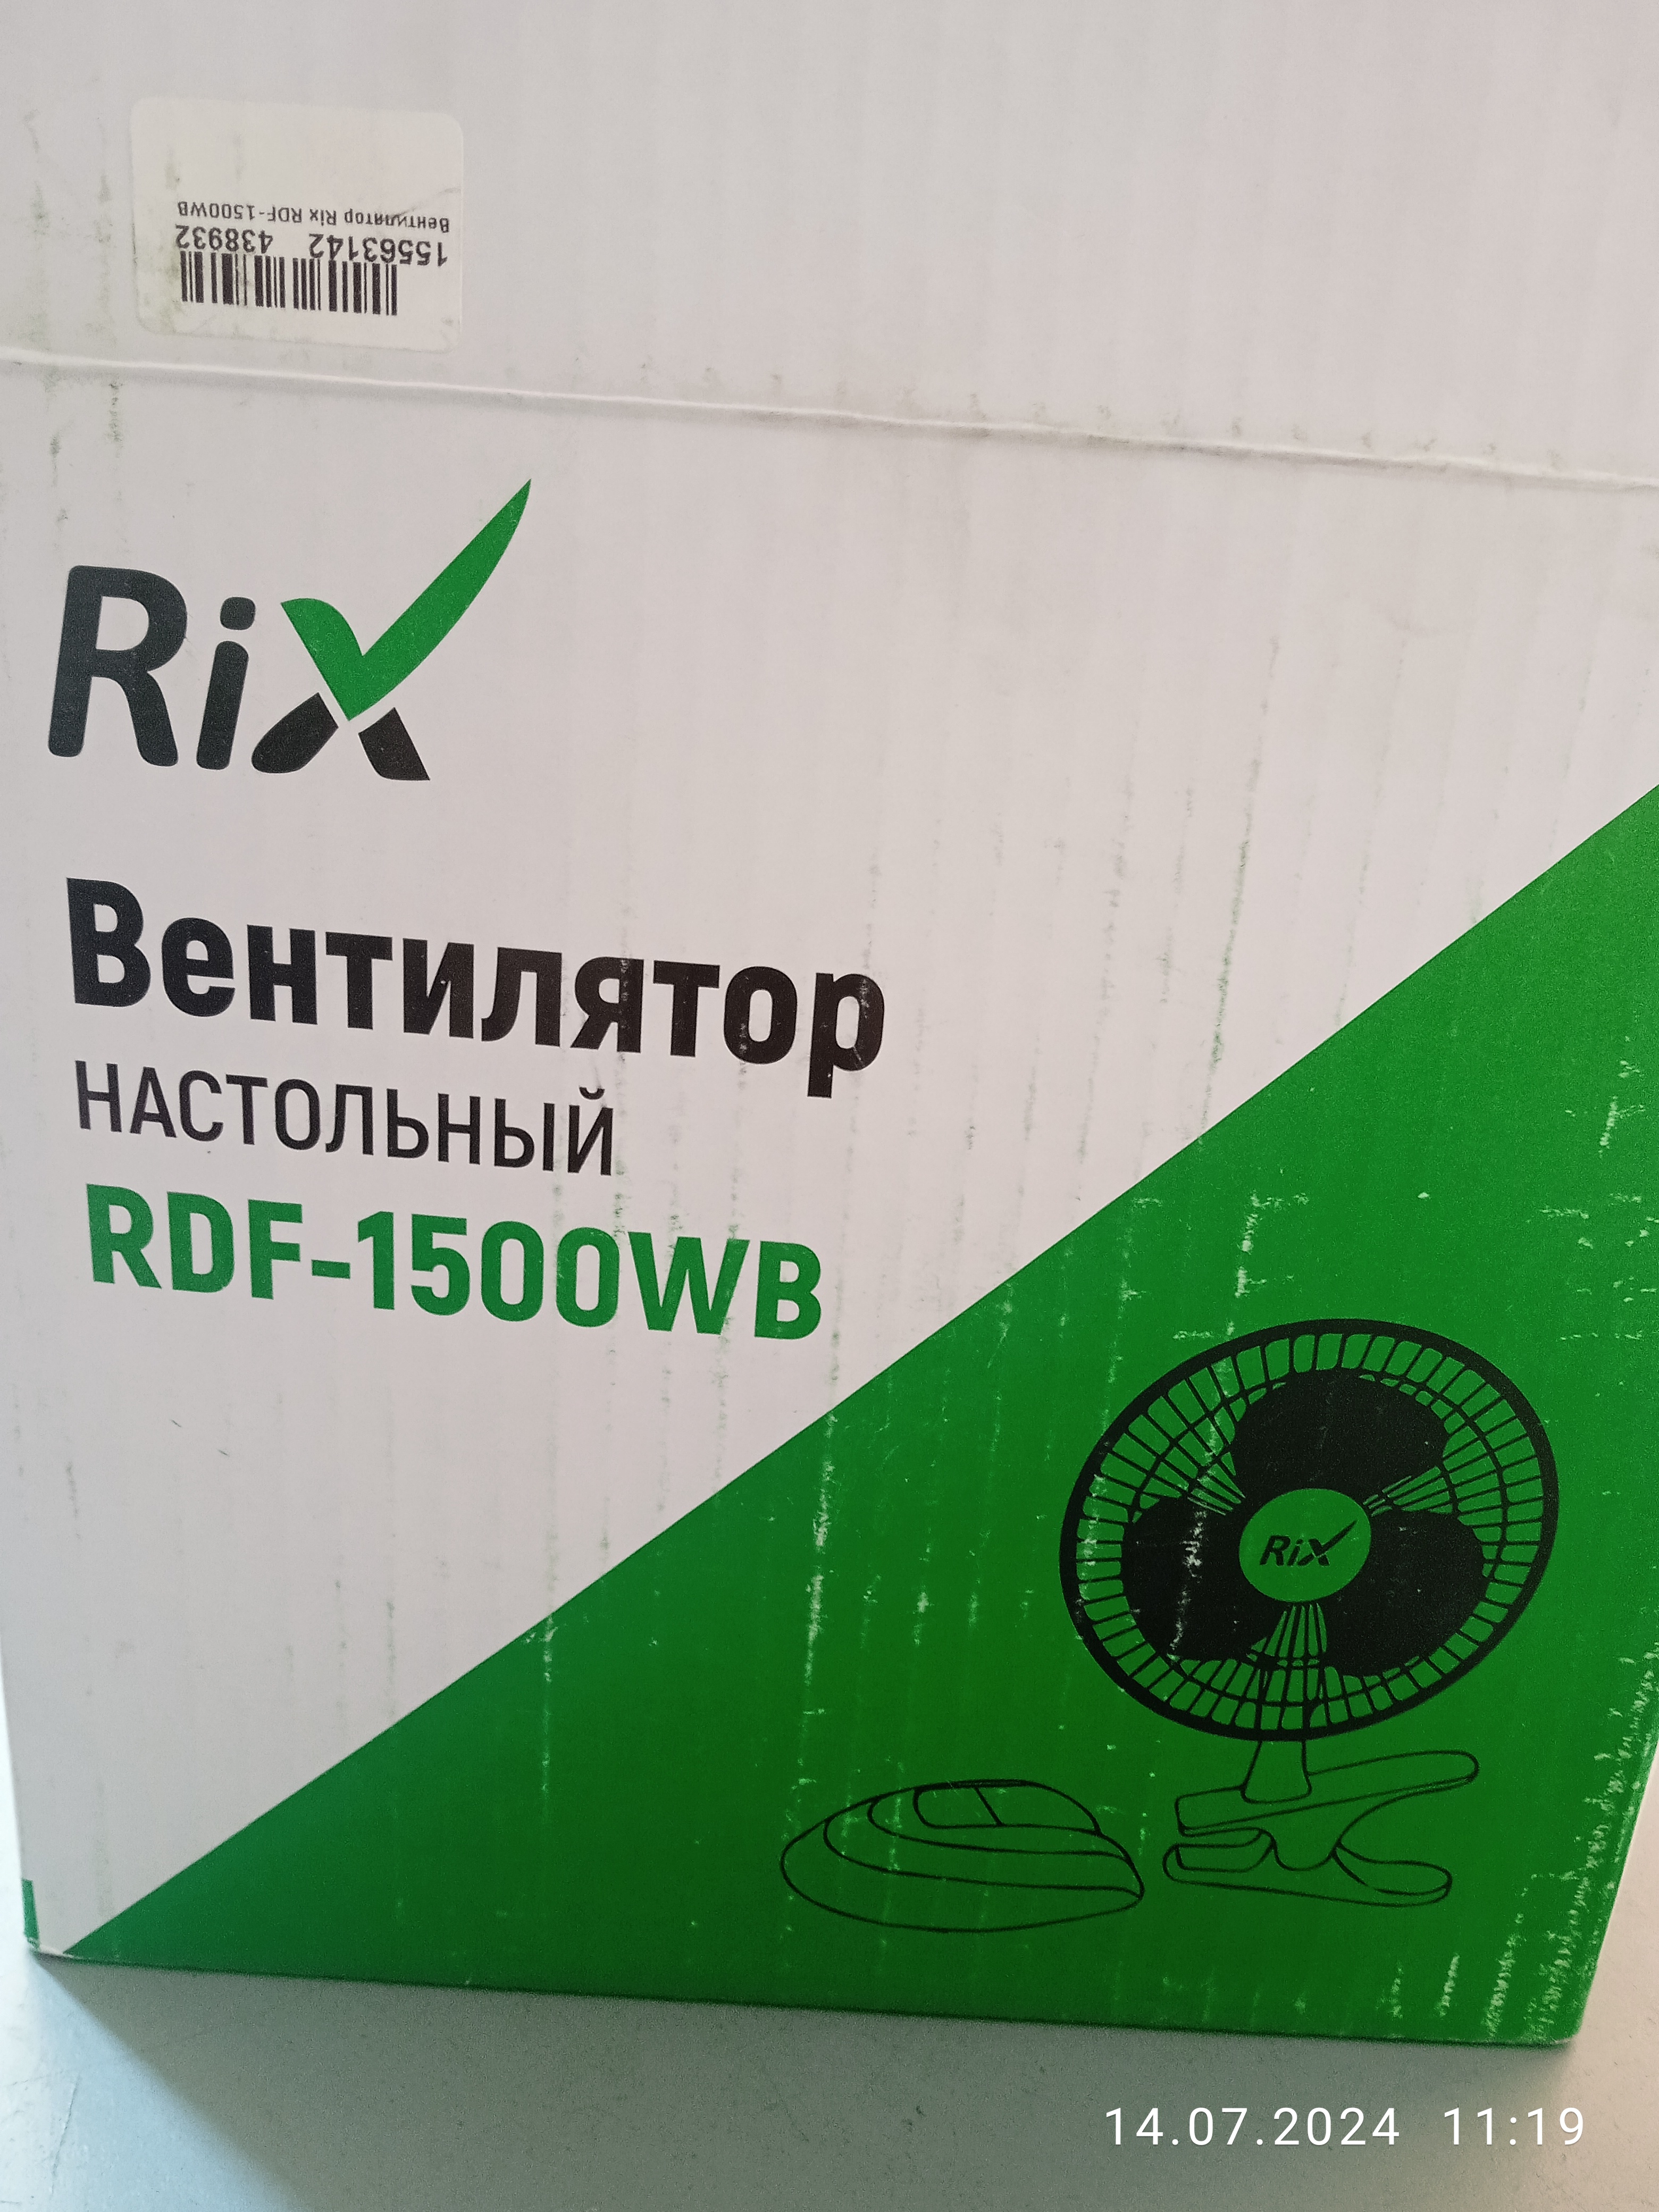 15563142 438932
Вентилятор Rix RDF-1500WB
Rix
Вентилятор
НАСТОЛЬНЫЙ
RDF-1500WB
Rix
14.07.2024 11:19